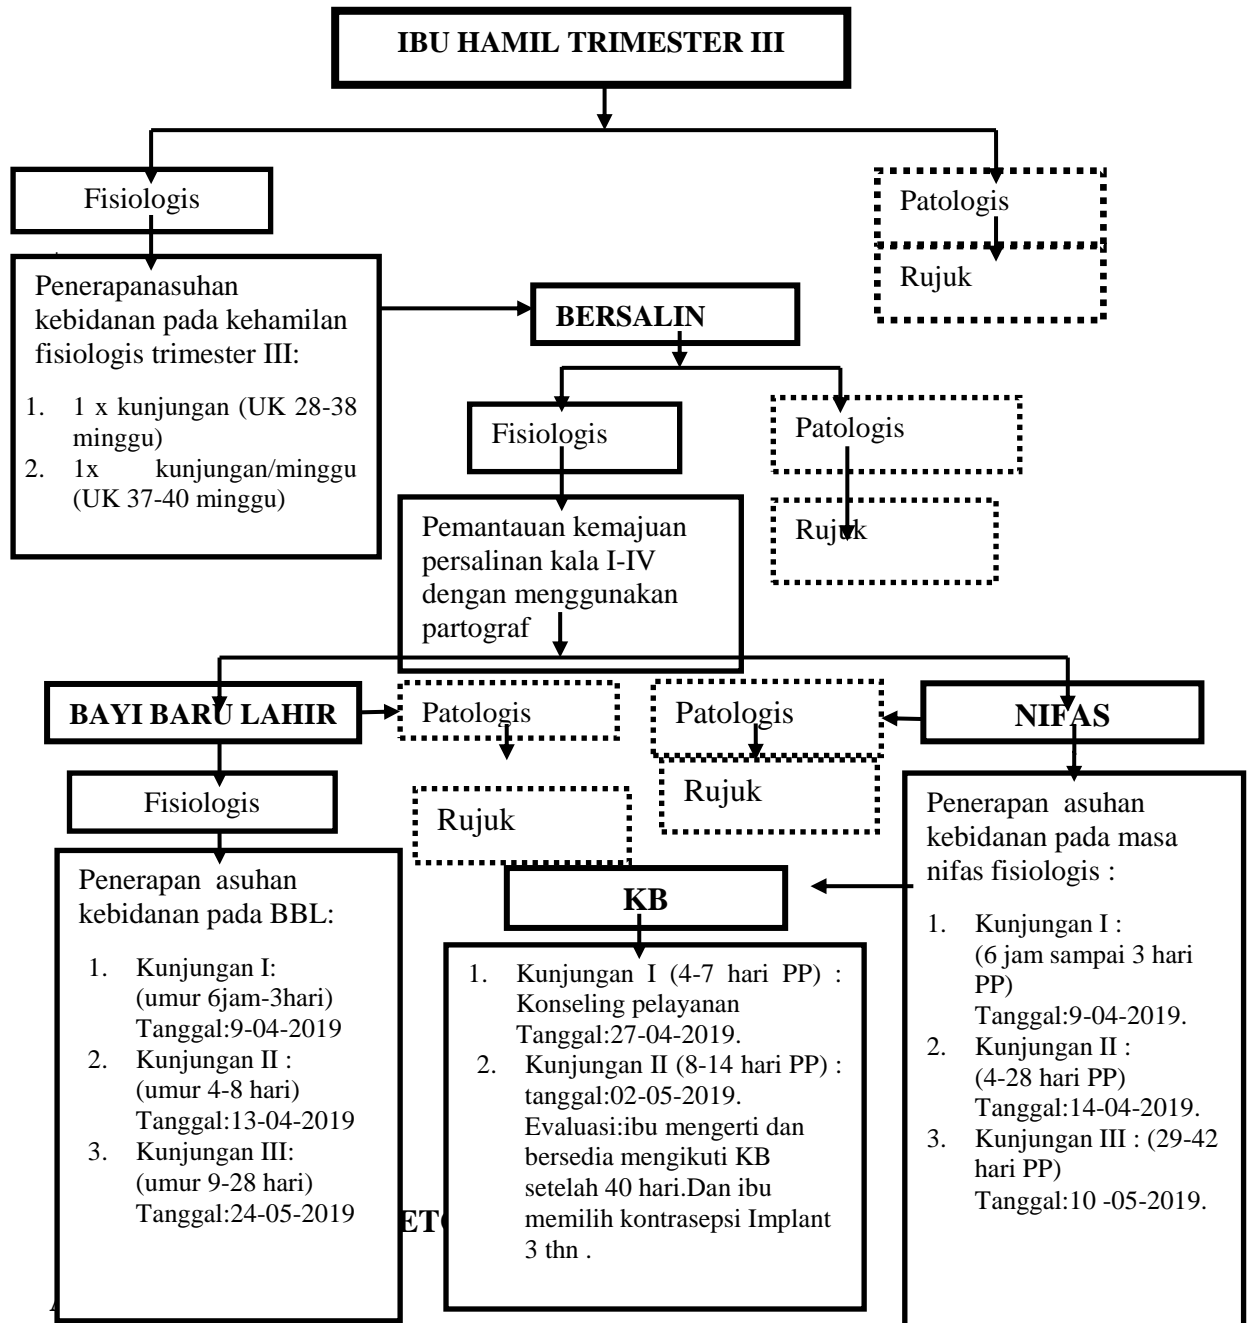 IBU HAMIL TRIMESTER III
Fisiologis
Patologis
Rujuk
Penerapanasuhan
kebidanan pada kehamilan
fisiologis trimester III:
1. 1 x kunjungan (UK 28-38
minggu)
2. 1x kunjungan/minggu
(UK 37-40 minggu)
BERSALIN
Fisiologis
Patologis
Rujuk
Pemantauan kemajuan
persalinan kala I-IV
dengan menggunakan
partograf
BAYI BARU LAHIR
Patologis
Patologis
NIFAS
Fisiologis
Rujuk
Rujuk
Penerapan asuhan
kebidanan pada BBL:
1. Kunjungan I:
(umur 6jam-3hari)
Tanggal:9-04-2019
2. Kunjungan II :
(umur 4-8 hari)
Tanggal:13-04-2019
3. Kunjungan III:
(umur 9-28 hari)
Tanggal:24-05-2019
KB
1. Kunjungan I (4-7 hari PP) :
Konseling pelayanan
Tanggal:27-04-2019.
2. Kunjungan II (8-14 hari PP) :
tanggal:02-05-2019.
Evaluasi:ibu mengerti dan
bersedia mengikuti KB
setelah 40 hari.Dan ibu
memilih kontrasepsi Implant
3 thn .
Penerapan asuhan
kebidanan pada masa
nifas fisiologis :
1. Kunjungan I :
(6 jam sampai 3 hari
PP)
Tanggal:9-04-2019.
2. Kunjungan II :
(4-28 hari PP)
Tanggal:14-04-2019.
3. Kunjungan III : (29-42
hari PP)
Tanggal:10 -05-2019.